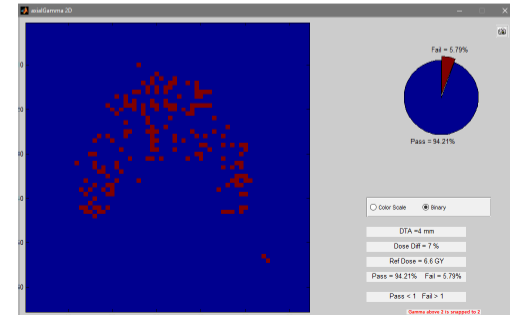 axialGamma 2D
Fail = 5.79%
Pass = 94.21%
Color Scale
Binary
DTA =4 mm
Dose Diff = 7 %
Ref Dose = 6.6 GY
Pass = 94.21% Fail = 5.79%
Pass < 1 Fail > 1
Gamma above 2 is snapped to 2